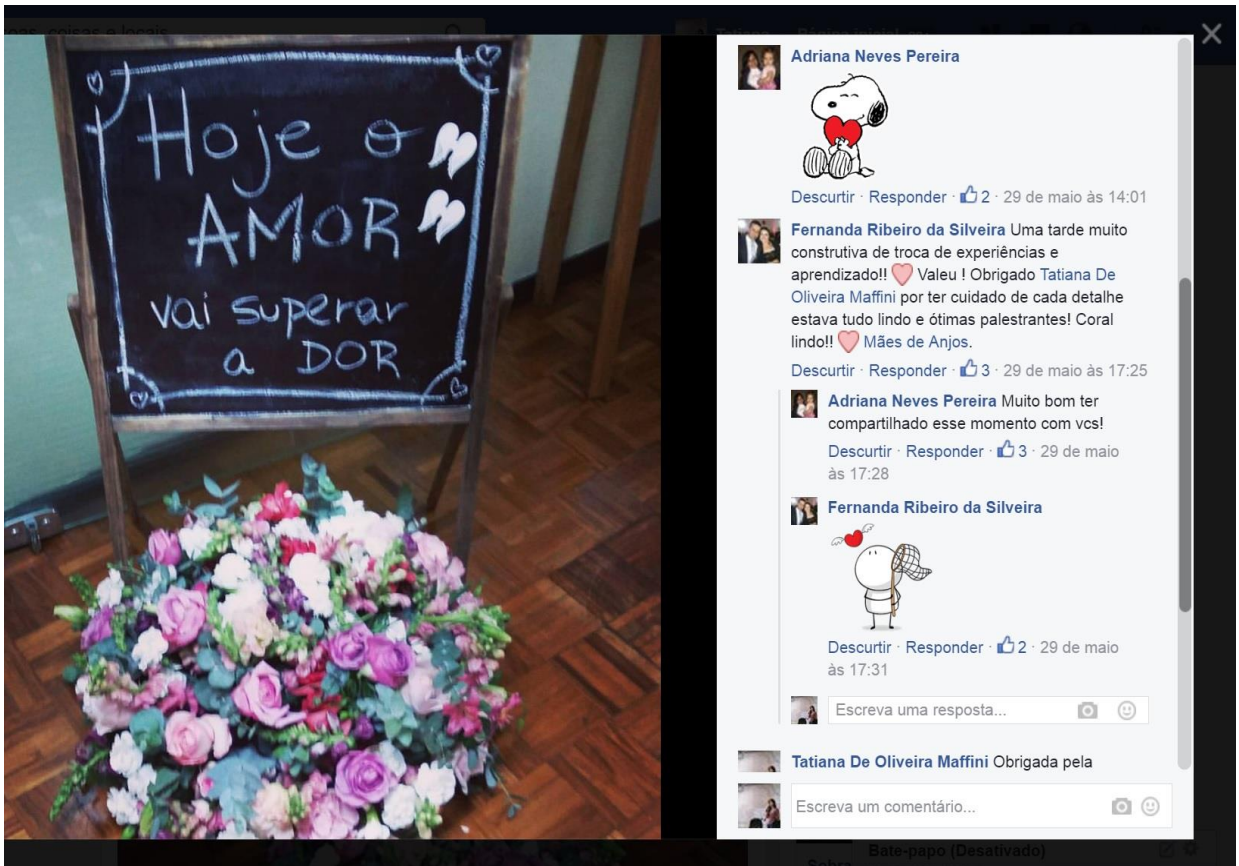 Hoje o
AMOR
vai superar
a DOR
Adriana Neves Pereira
Descurtir · Responder · 2 · 29 de maio às 14:01
Fernanda Ribeiro da Silveira Uma tarde muito
construtiva de troca de experiências e
aprendizado!! Valeu ! Obrigado Tatiana De
Oliveira Maffini por ter cuidado de cada detalhe
estava tudo lindo e ótimas palestrantes! Coral
lindo!! Mães de Anjos.
Descurtir · Responder · 3 · 29 de maio às 17:25
Adriana Neves Pereira Muito bom ter
compartilhado esse momento com vcs!
Descurtir · Responder · 3 · 29 de maio
às 17:28
Fernanda Ribeiro da Silveira
Descurtir · Responder · 2 · 29 de maio
às 17:31
Escreva uma resposta...
Tatiana De Oliveira Maffini Obrigada pela
Escreva um comentário...
Bate-papo (Desativado)
Sobre